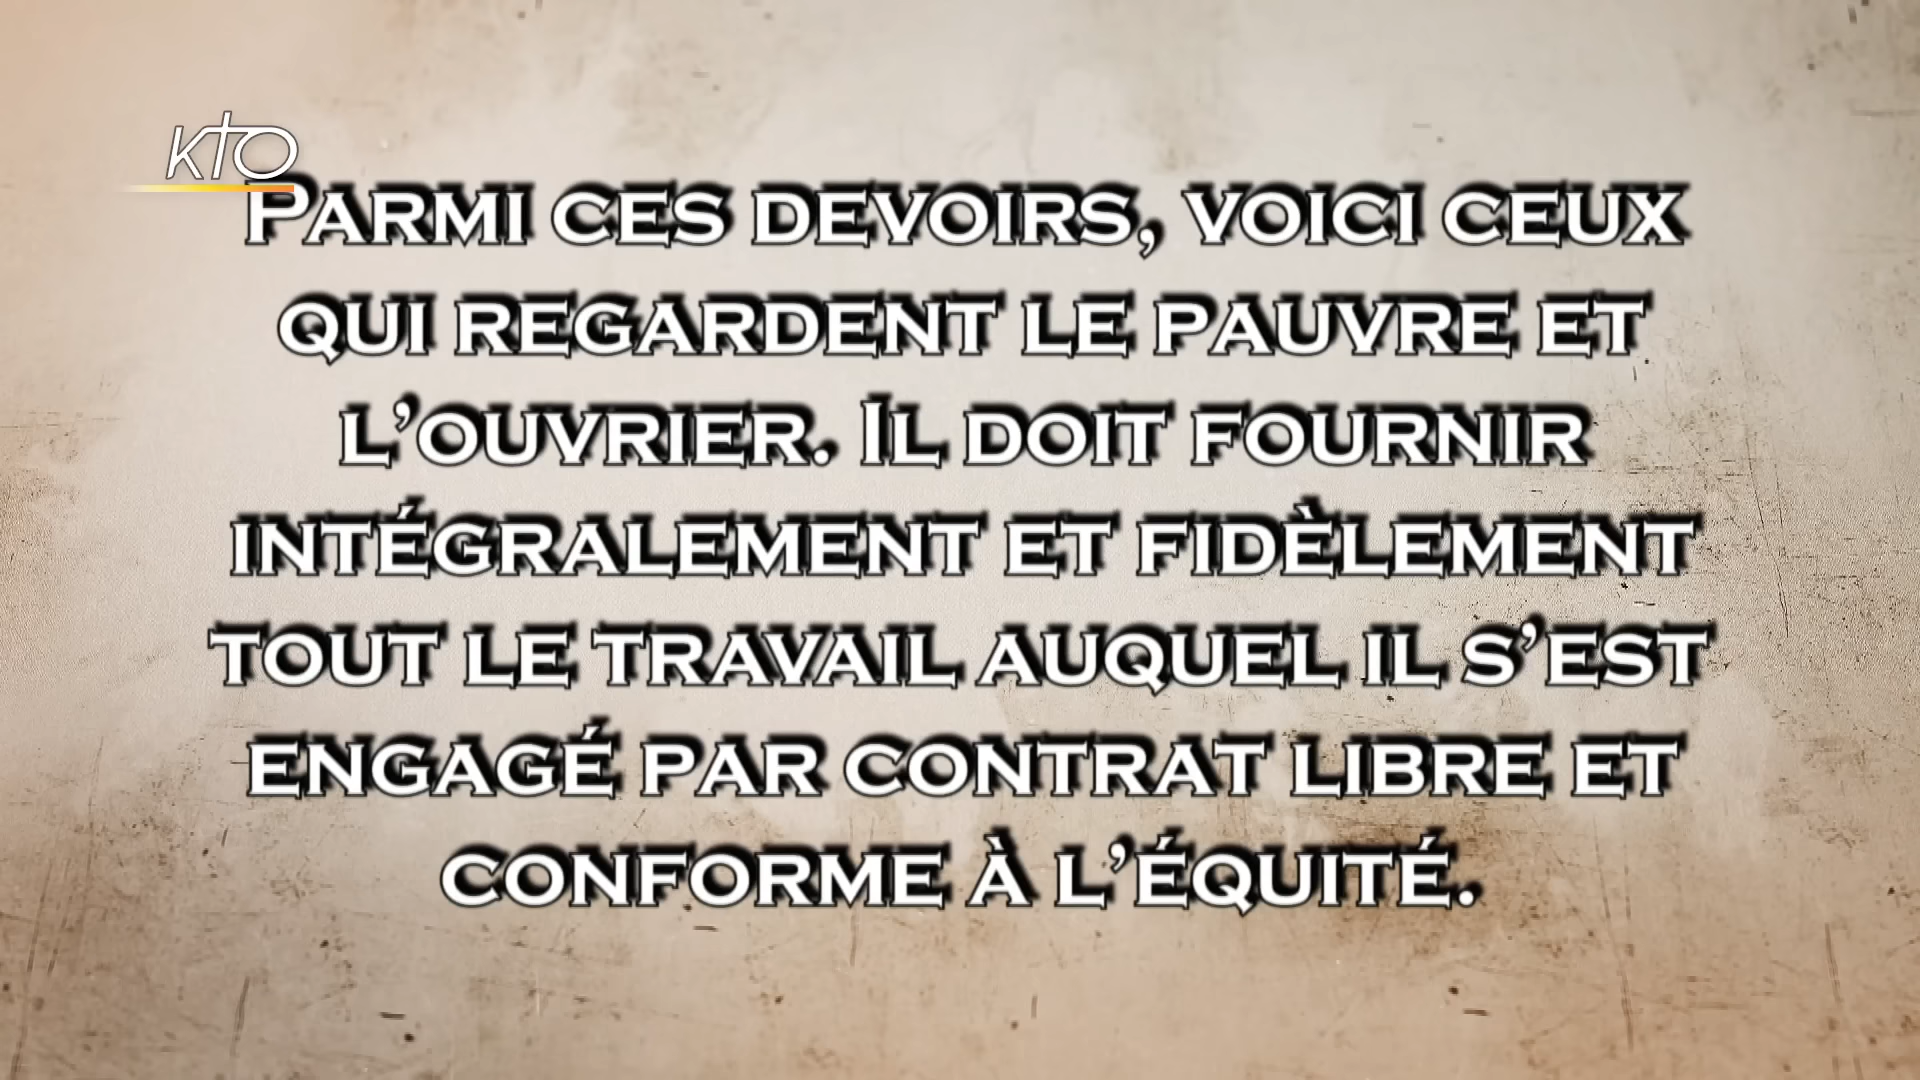 KTO
Parmi ces devoirs, voici ceux
qui regardent le pauvre et
l’ouvrier. Il doit fournir
intégralement et fidèlement
tout le travail auquel il s’est
engagé par contrat libre et
conforme à l’équité.